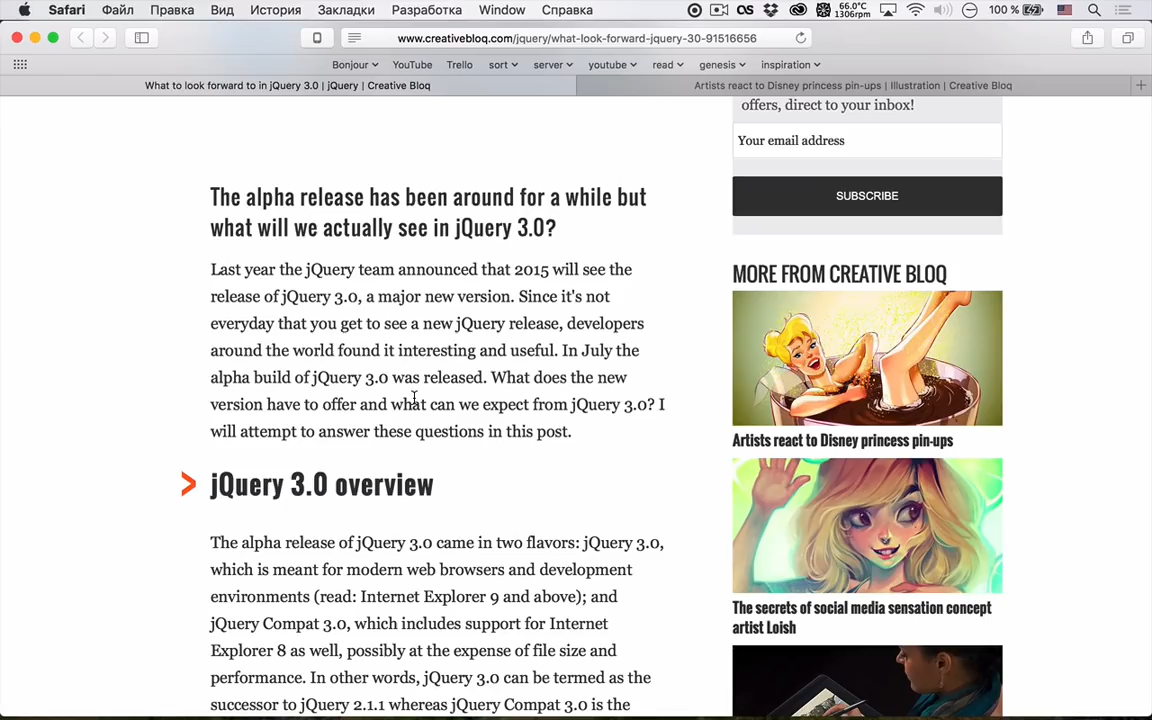 Safari Файл Правка Вид История Закладки Разработка Window Справка 66.0°C 1306rpm 100 %
www.creativebloq.com/jquery/what-look-forward-jquery-30-91516656
Bonjour YouTube Trello sort server youtube read genesis inspiration
What to look forward to in jQuery 3.0 | jQuery | Creative Bloq
Artists react to Disney princess pin-ups | Illustration | Creative Bloq
The alpha release has been around for a while but
what will we actually see in jQuery 3.0?
Last year the jQuery team announced that 2015 will see the
release of jQuery 3.0, a major new version. Since it's not
everyday that you get to see a new jQuery release, developers
around the world found it interesting and useful. In July the
alpha build of jQuery 3.0 was released. What does the new
version have to offer and what can we expect from jQuery 3.0? I
will attempt to answer these questions in this post.
> jQuery 3.0 overview
The alpha release of jQuery 3.0 came in two flavors: jQuery 3.0,
which is meant for modern web browsers and development
environments (read: Internet Explorer 9 and above); and
jQuery Compat 3.0, which includes support for Internet
Explorer 8 as well, possibly at the expense of file size and
performance. In other words, jQuery 3.0 can be termed as the
successor to jQuery 2.1.1 whereas jQuery Compat 3.0 is the
offers, direct to your inbox!
Your email address
SUBSCRIBE
MORE FROM CREATIVE BLOQ
Artists react to Disney princess pin-ups
The secrets of social media sensation concept
artist Loish